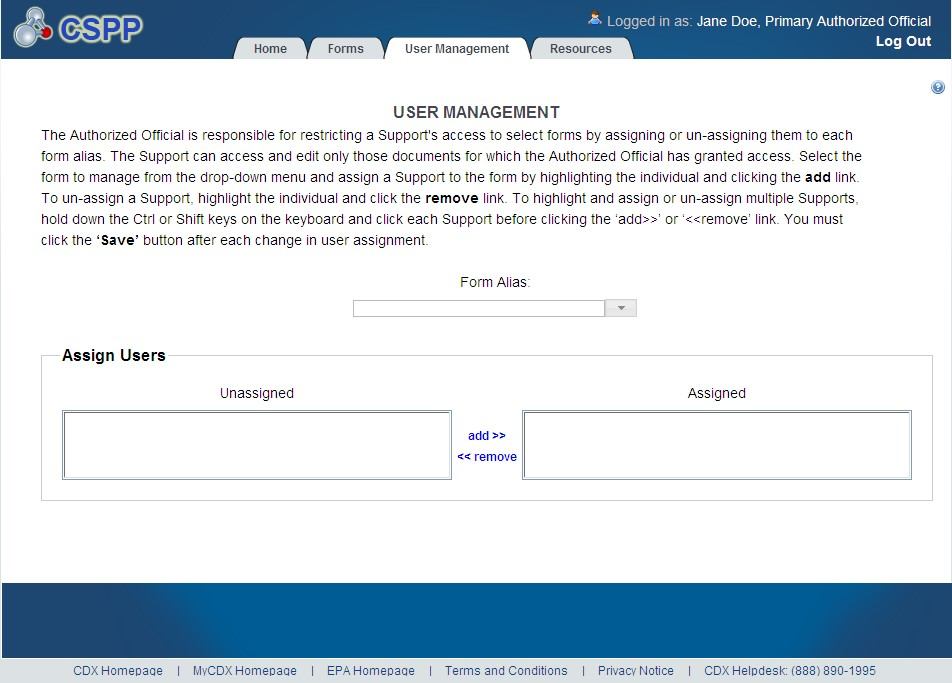 CSPP
Logged in as: Jane Doe, Primary Authorized Official
Log Out
Home Forms User Management Resources
USER MANAGEMENT
The Authorized Official is responsible for restricting a Support's access to select forms by assigning or un-assigning them to each
form alias. The Support can access and edit only those documents for which the Authorized Official has granted access. Select the
form to manage from the drop-down menu and assign a Support to the form by highlighting the individual and clicking the add link.
To un-assign a Support, highlight the individual and click the remove link. To highlight and assign or un-assign multiple Supports,
hold down the Ctrl or Shift keys on the keyboard and click each Support before clicking the ‘add>>’ or ‘<<remove’ link. You must
click the ‘Save’ button after each change in user assignment.
Form Alias:
Assign Users
Unassigned Assigned
add >>
<< remove
CDX Homepage | MyCDX Homepage | EPA Homepage | Terms and Conditions | Privacy Notice | CDX Helpdesk: (888) 890-1995